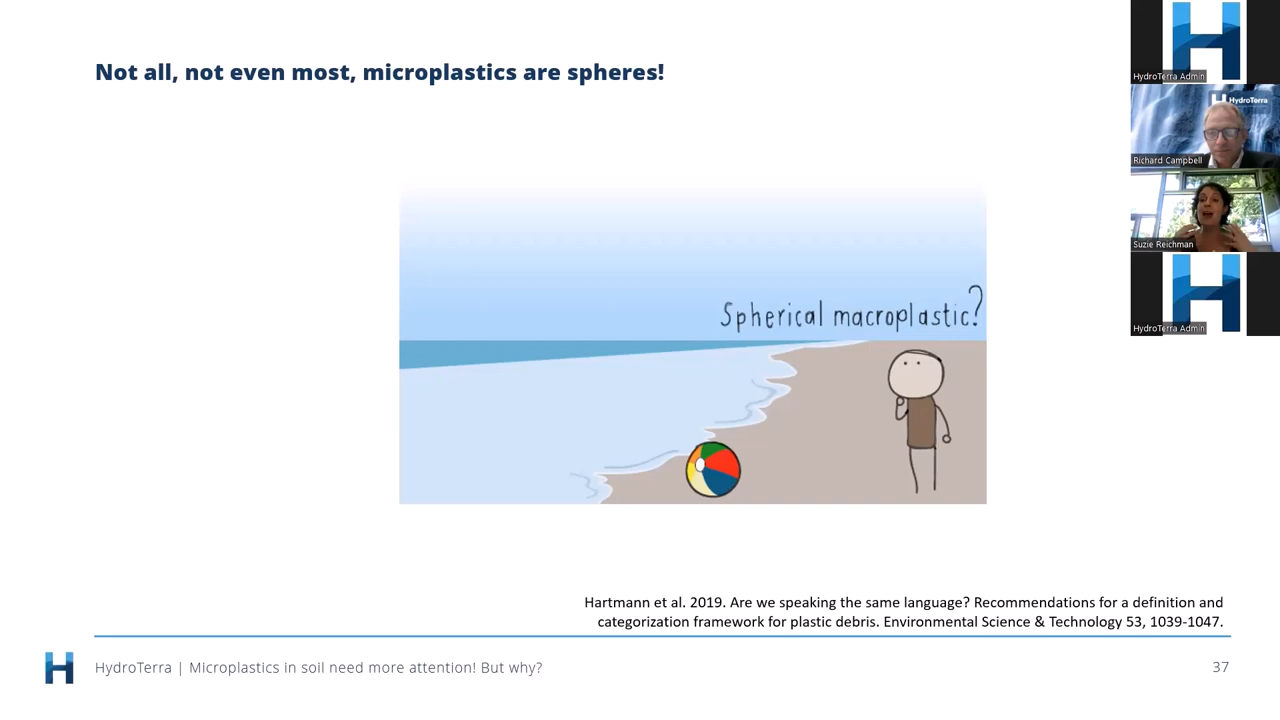 Not all, not even most, microplastics are spheres!
Spherical macroplastic?
Hartmann et al. 2019. Are we speaking the same language? Recommendations for a definition and
categorization framework for plastic debris. Environmental Science & Technology 53, 1039-1047.
HydroTerra | Microplastics in soil need more attention! But why?
37
HydroTerra Admin
HydroTerra
Richard Campbell
Suzie Reichman
HydroTerra Admin